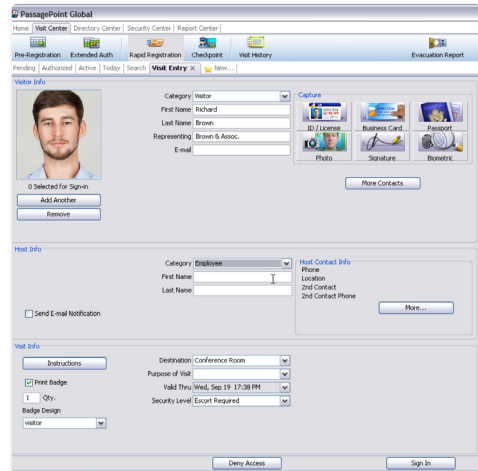 PassagePoint Global
Home Visit Center Directory Center Security Center Report Center
Pre-Registration Extended Auth Rapid Registration Checkpoint Visit History Evacuation Report
Pending Authorized Active Today Search Visit Entry × New...
Visitor Info
Category Visitor
First Name Richard
Last Name Brown
Representing Brown & Assoc.
E-mail
0 Selected for Sign-in
Add Another
Remove
Capture
ID / License Business Card Passport
Photo Signature Biometric
More Contacts
Host Info
Category Employee
First Name
Last Name
Send E-mail Notification
Host Contact Info
Phone
Location
2nd Contact
2nd Contact Phone
More...
Visit Info
Instructions
Print Badge
1 Qty.
Badge Design
visitor
Destination Conference Room
Purpose of Visit
Valid Thru Wed, Sep 19 17:38 PM
Security Level Escort Required
Deny Access Sign In